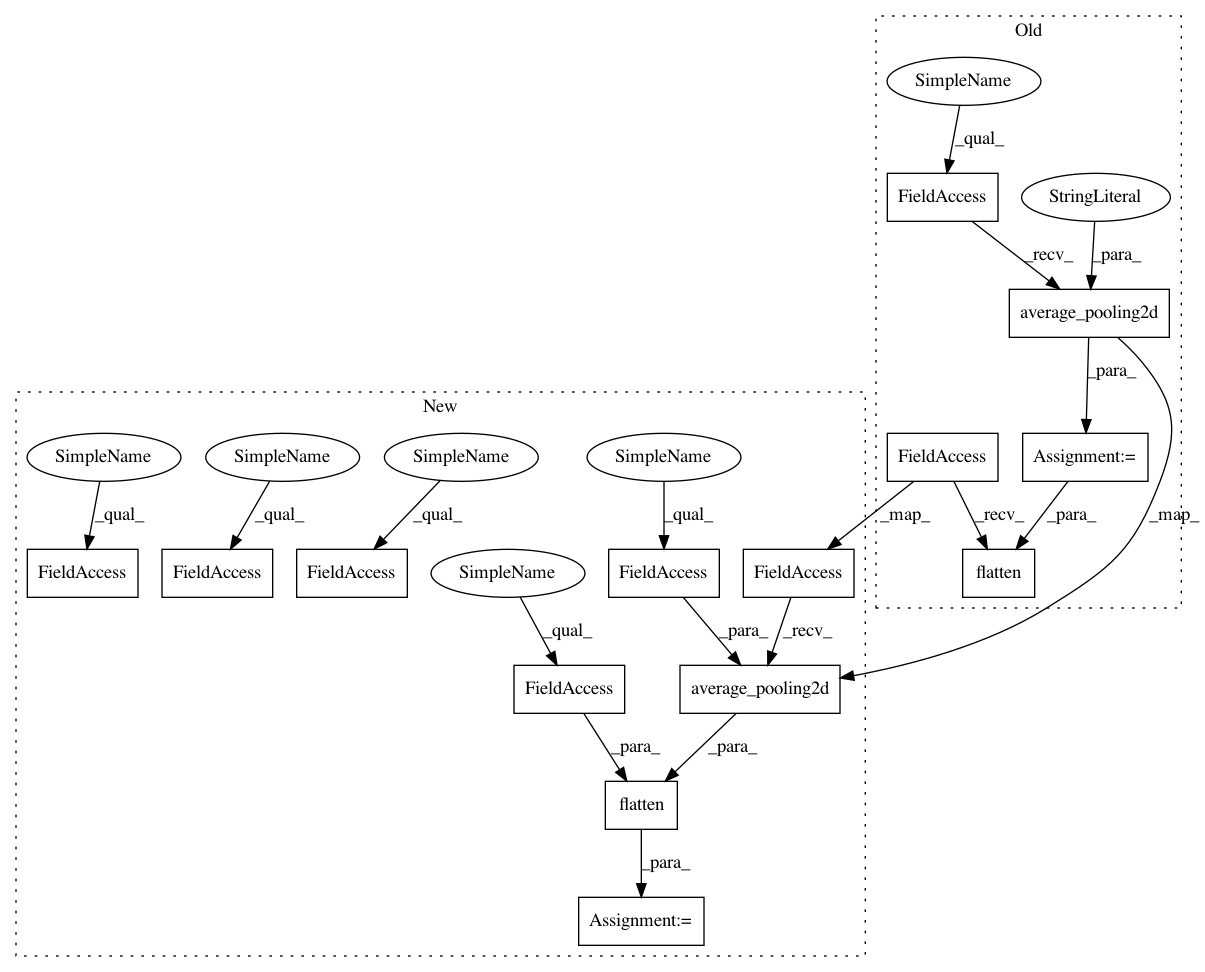 Old
SimpleName
_qual_
FieldAccess
StringLiteral
_recv_
_para_
average_pooling2d
_para_
New
SimpleName
SimpleName
SimpleName
SimpleName
FieldAccess
Assignment:=
_qual_
_qual_
_qual_
_qual_
_map_
_recv_
_para_
_map_
FieldAccess
FieldAccess
FieldAccess
SimpleName
FieldAccess
FieldAccess
flatten
_qual_
_para_
_recv_
FieldAccess
average_pooling2d
_para_
_para_
flatten
_para_
Assignment:=